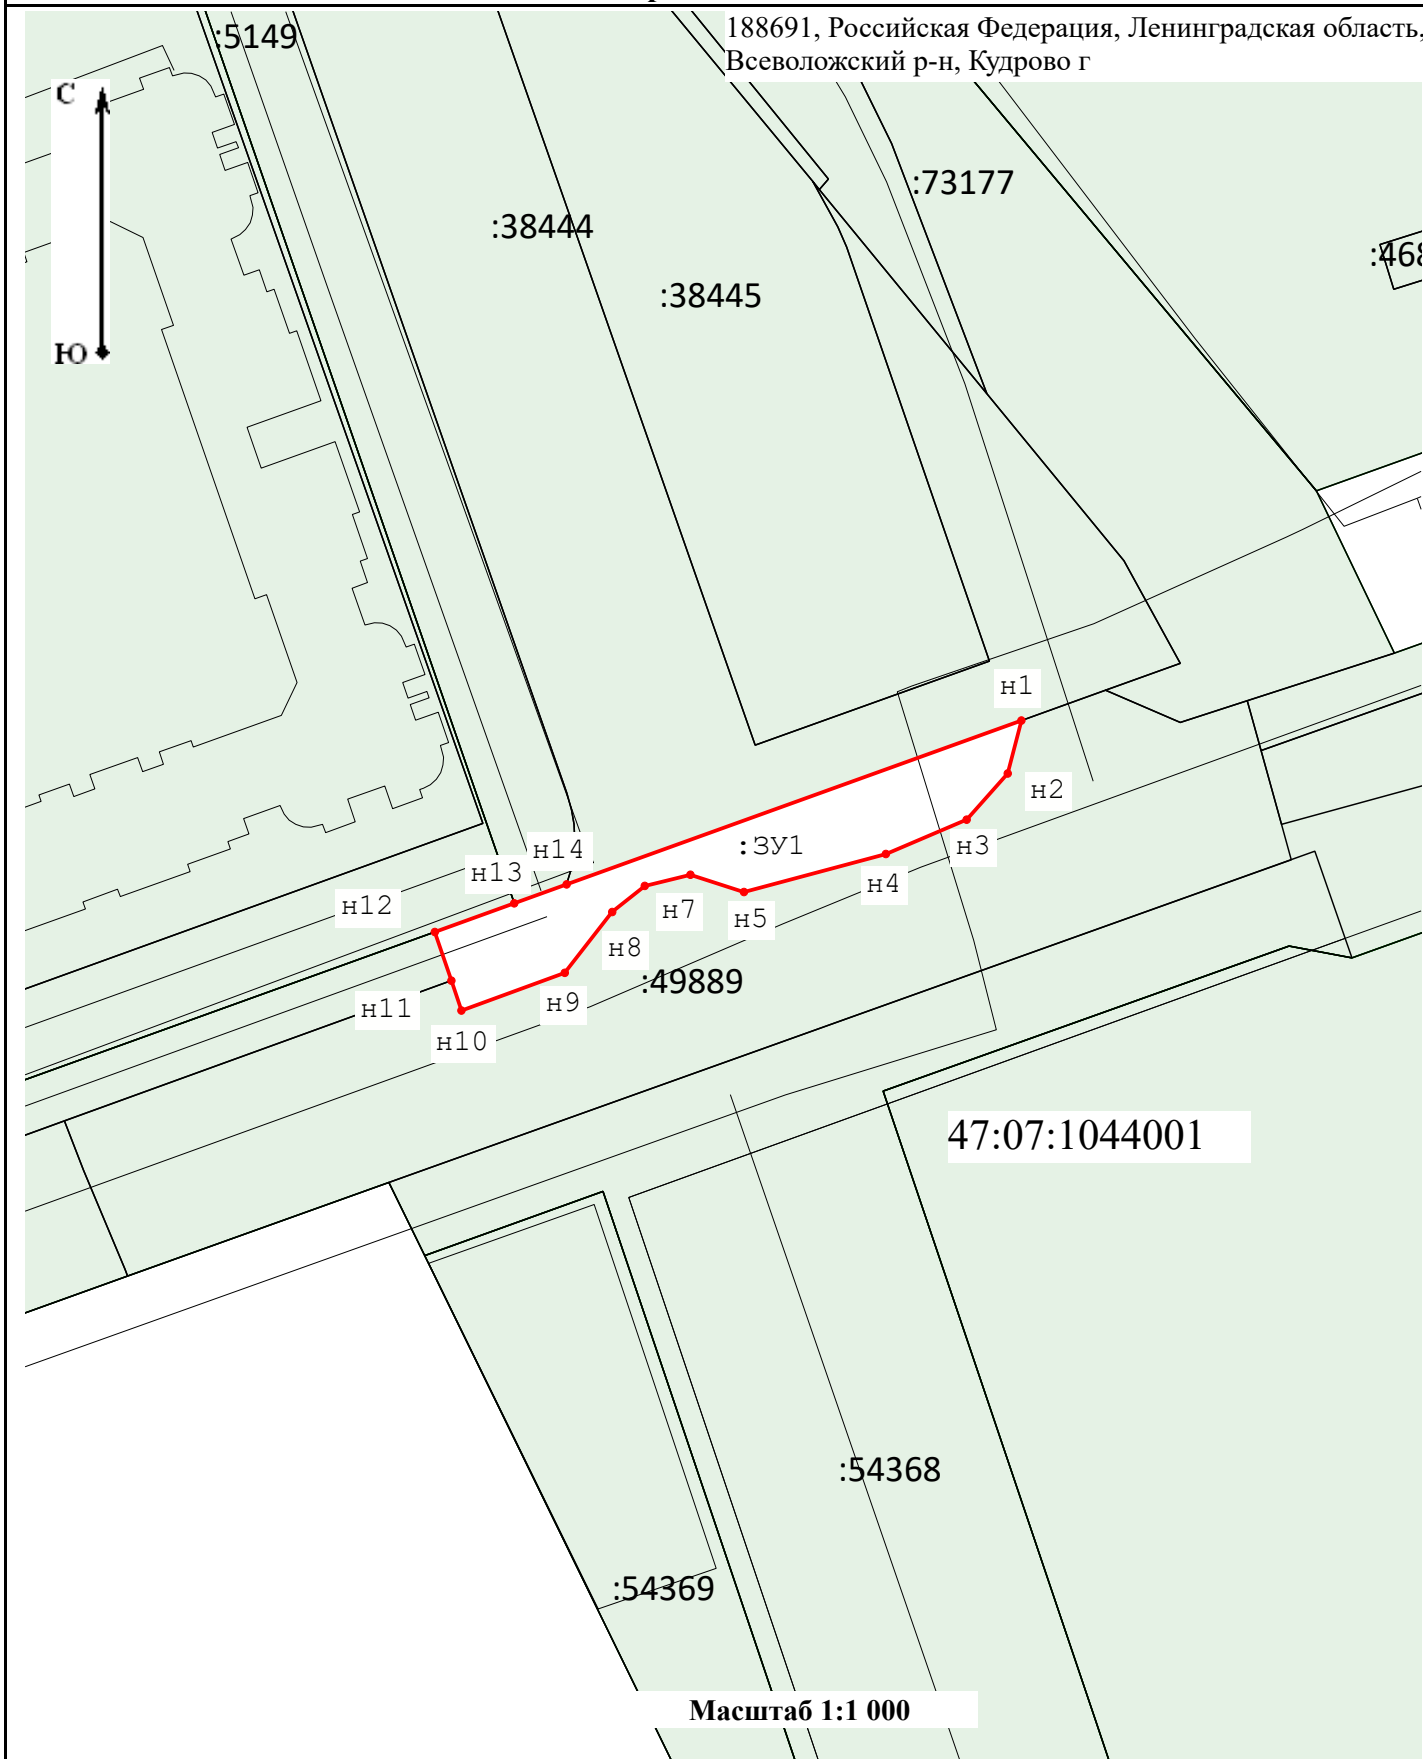 188691, Российская Федерация, Ленинградская область,
Всеволожский р-н, Кудрово г
:5149
С
:73177
:38444
:468
:38445
Ю
н1
н2
:ЗУ1
н3
н14
н4
н13
н7
н5
н12
н8
:49889
н9
н11
н10
47:07:1044001
:54368
:54369
Масштаб 1:1 000